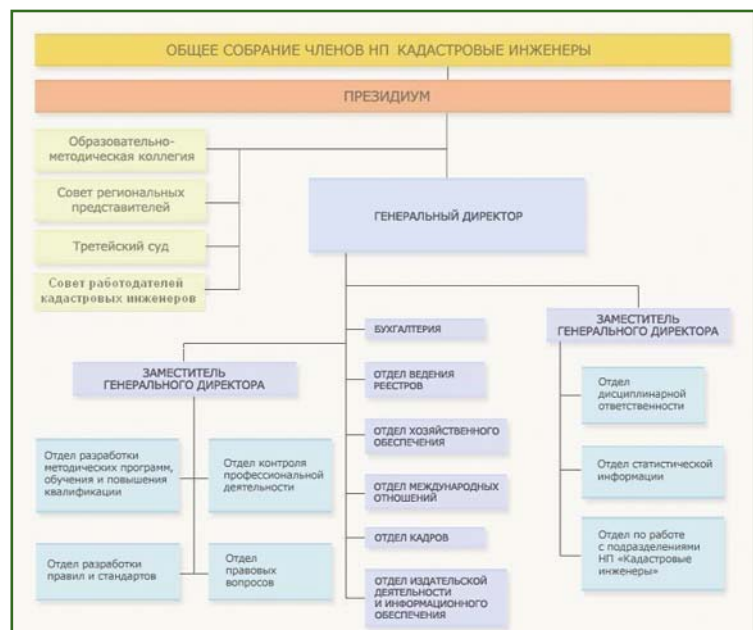 ОБЩЕЕ СОБРАНИЕ ЧЛЕНОВ НП КАДАСТРОВЫЕ ИНЖЕНЕРЫ
ПРЕЗИДИУМ
Образовательно-
методическая коллегия
Совет региональных
представителей
Третейский суд
Совет работодателей
кадастровых инженеров
ГЕНЕРАЛЬНЫЙ ДИРЕКТОР
ЗАМЕСТИТЕЛЬ
ГЕНЕРАЛЬНОГО ДИРЕКТОРА
Отдел разработки
методических программ,
обучения и повышения
квалификации
Отдел контроля
профессиональной
деятельности
Отдел разработки
правил и стандартов
Отдел
правовых
вопросов
БУХГАЛТЕРИЯ
ОТДЕЛ ВЕДЕНИЯ
РЕЕСТРОВ
ОТДЕЛ ХОЗЯЙСТВЕННОГО
ОБЕСПЕЧЕНИЯ
ОТДЕЛ МЕЖДУНАРОДНЫХ
ОТНОШЕНИЙ
ОТДЕЛ КАДРОВ
ОТДЕЛ ИЗДАТЕЛЬСКОЙ
ДЕЯТЕЛЬНОСТИ
И ИНФОРМАЦИОННОГО
ОБЕСПЕЧЕНИЯ
ЗАМЕСТИТЕЛЬ
ГЕНЕРАЛЬНОГО ДИРЕКТОРА
Отдел
дисциплинарной
ответственности
Отдел статистической
информации
Отдел по работе
с подразделениями
НП «Кадастровые
инженеры»